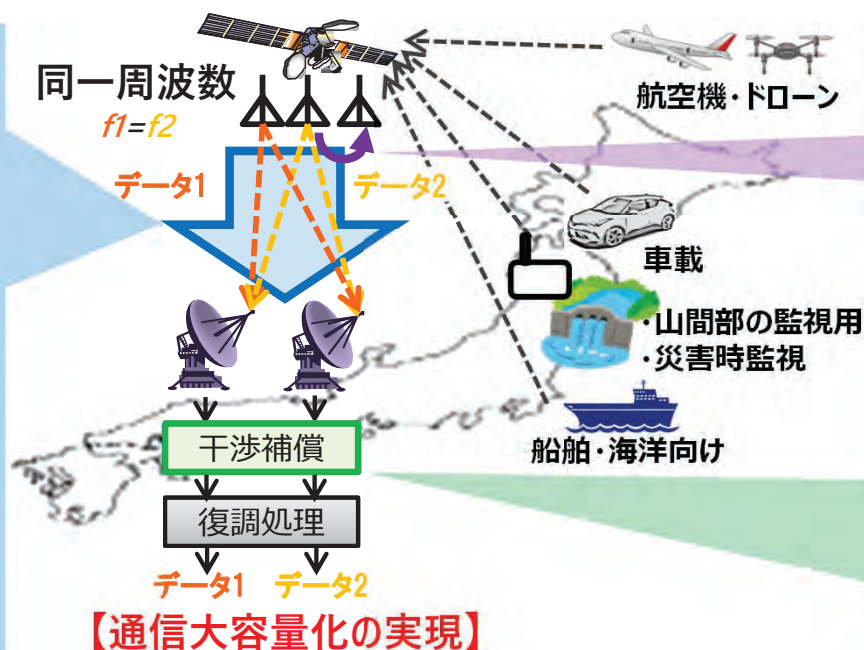 同一周波数
f1=f2
データ1
データ2
航空機・ドローン
車載
・山間部の監視用
・災害時監視
船舶・海洋向け
干渉補償
復調処理
データ1
データ2
【通信大容量化の実現】